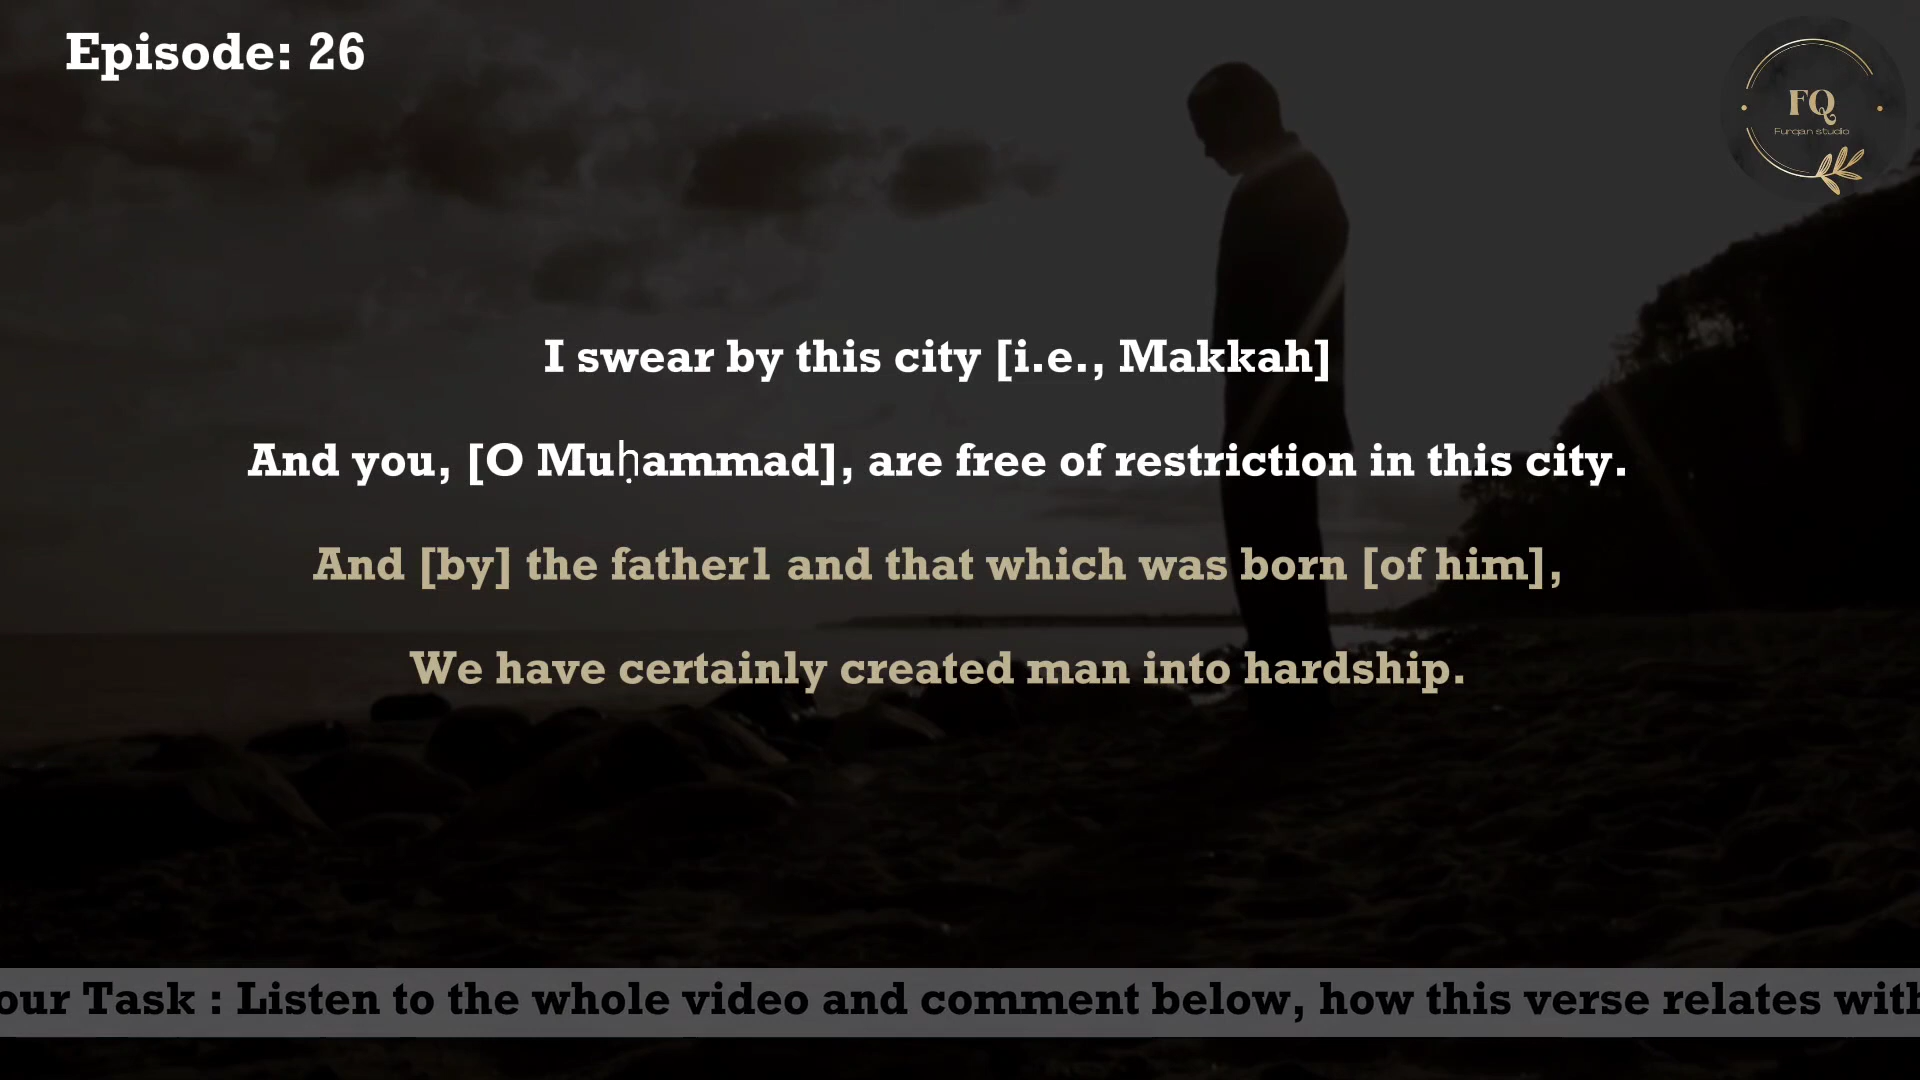 Episode: 26
FQ
Furqan studio
I swear by this city [i.e., Makkah]
And you, [O Muḥammad], are free of restriction in this city.
And [by] the father1 and that which was born [of him],
We have certainly created man into hardship.
our Task : Listen to the whole video and comment below, how this verse relates with